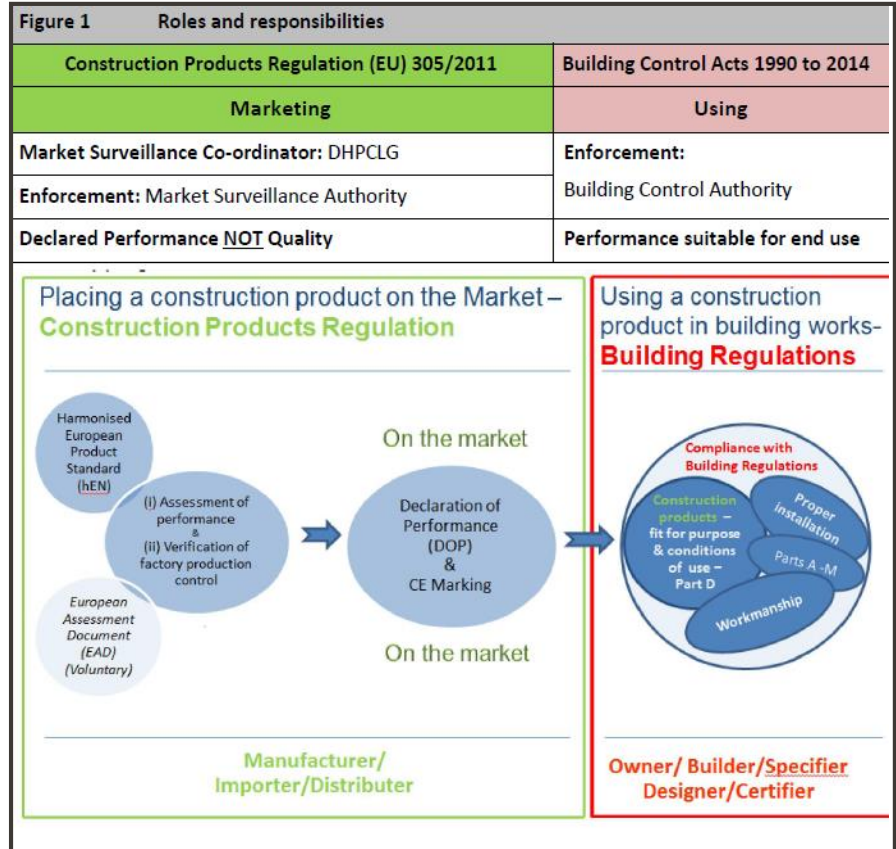 Figure 1 Roles and responsibilities
Construction Products Regulation (EU) 305/2011
Building Control Acts 1990 to 2014
Marketing
Using
Market Surveillance Co-ordinator: DHPCLG
Enforcement: Market Surveillance Authority
Enforcement:
Building Control Authority
Declared Performance NOT Quality
Performance suitable for end use
Placing a construction product on the Market –
Construction Products Regulation
Harmonised
European
Product
Standard
(hEN)
(i) Assessment of
performance
&
(ii) Verification of
factory production
control
European
Assessment
Document
(EAD)
(Voluntary)
On the market
Declaration of
Performance
(DOP)
&
CE Marking
On the market
Manufacturer/
Importer/Distributer
Using a construction
product in building works-
Building Regulations
Compliance with
Building Regulations
Construction
products –
fit for purpose
& conditions
of use –
Part D
Proper
installation
Parts A -M
Workmanship
Owner/ Builder/Specifier
Designer/Certifier